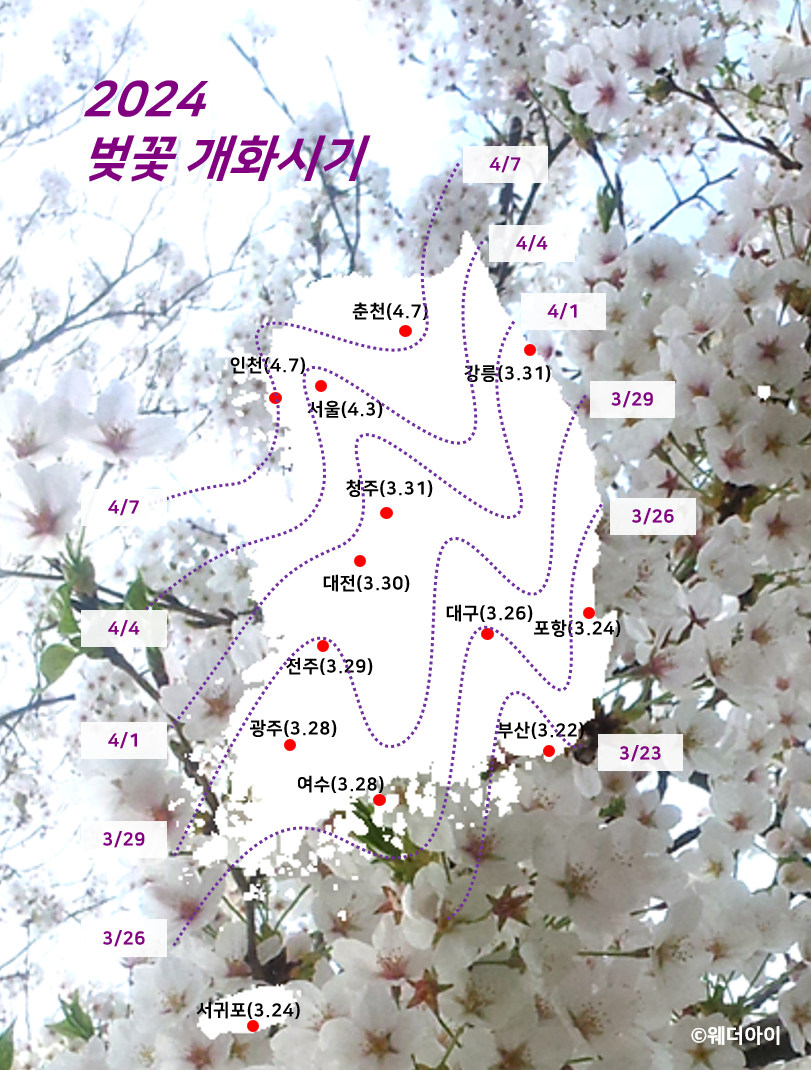 2024
벚꽃 개화시기
4/7
4/4
4/1
춘천(4.7)
인천(4.7)
강릉(3.31)
3/29
서울(4.3)
청주(3.31)
4/7
3/26
대전(3.30)
대구(3.26)
포항(3.24)
4/4
전주(3.29)
광주(3.28)
부산(3.22)
4/1
3/23
여수(3.28)
3/29
3/26
서귀포(3.24)
©웨더아이